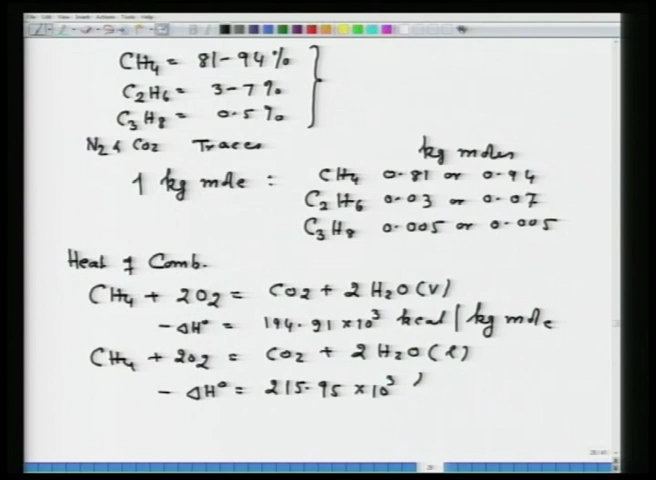 CH4 = 81-94%
C2H6 = 3-7%
C3H8 = 0.5%
N2 & CO2 Traces
kg moles
1 kg mole : CH4 0.81 or 0.94
C2H6 0.03 or 0.07
C3H8 0.005 or 0.005
Heat of Comb.
CH4 + 2O2 = CO2 + 2 H2O(v)
-ΔH° = 194.91 × 10³ kcal / kg mole
CH4 + 2O2 = CO2 + 2 H2O(l)
-ΔH° = 215.95 × 10³ "